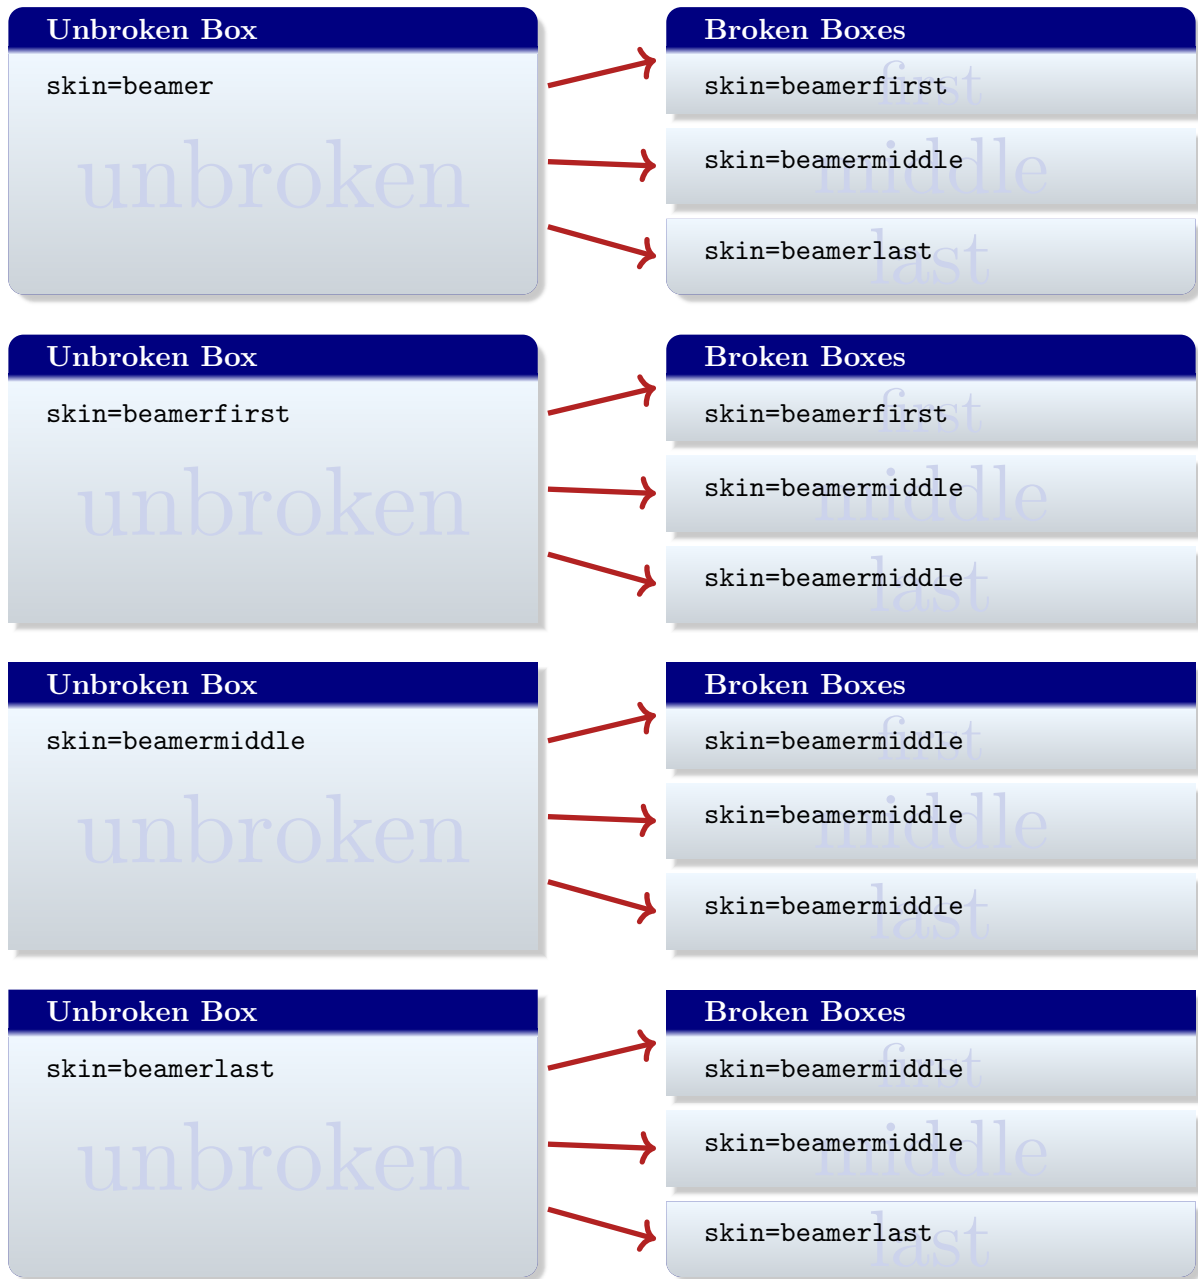 Unbroken Box
skin=beamer
unbroken
Broken Boxes
first
skin=beamerfirst
middle
skin=beamermiddle
last
skin=beamerlast
Unbroken Box
skin=beamerfirst
unbroken
Broken Boxes
first
skin=beamerfirst
middle
skin=beamermiddle
last
skin=beamermiddle
Unbroken Box
skin=beamermiddle
unbroken
Broken Boxes
first
skin=beamermiddle
middle
skin=beamermiddle
last
skin=beamermiddle
Unbroken Box
skin=beamerlast
unbroken
Broken Boxes
first
skin=beamermiddle
middle
skin=beamermiddle
last
skin=beamerlast